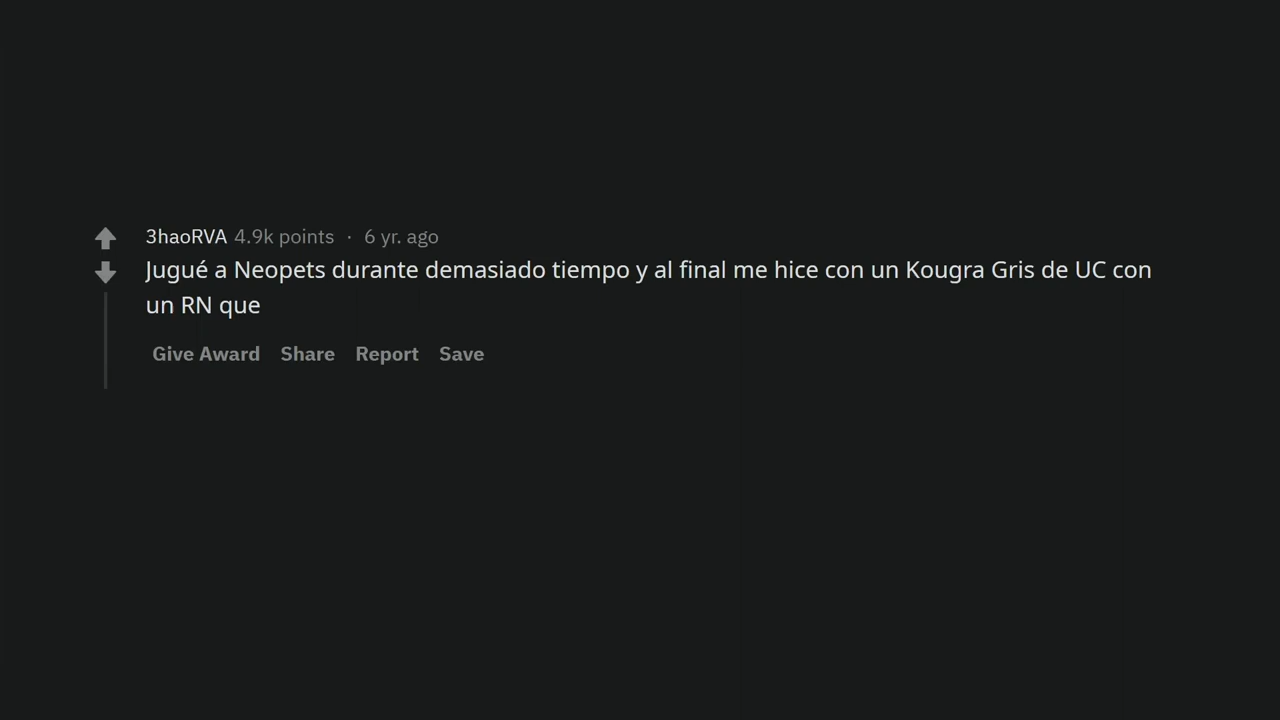 3haoRVA 4.9k points · 6 yr. ago
Jugué a Neopets durante demasiado tiempo y al final me hice con un Kougra Gris de UC con
un RN que
Give Award Share Report Save